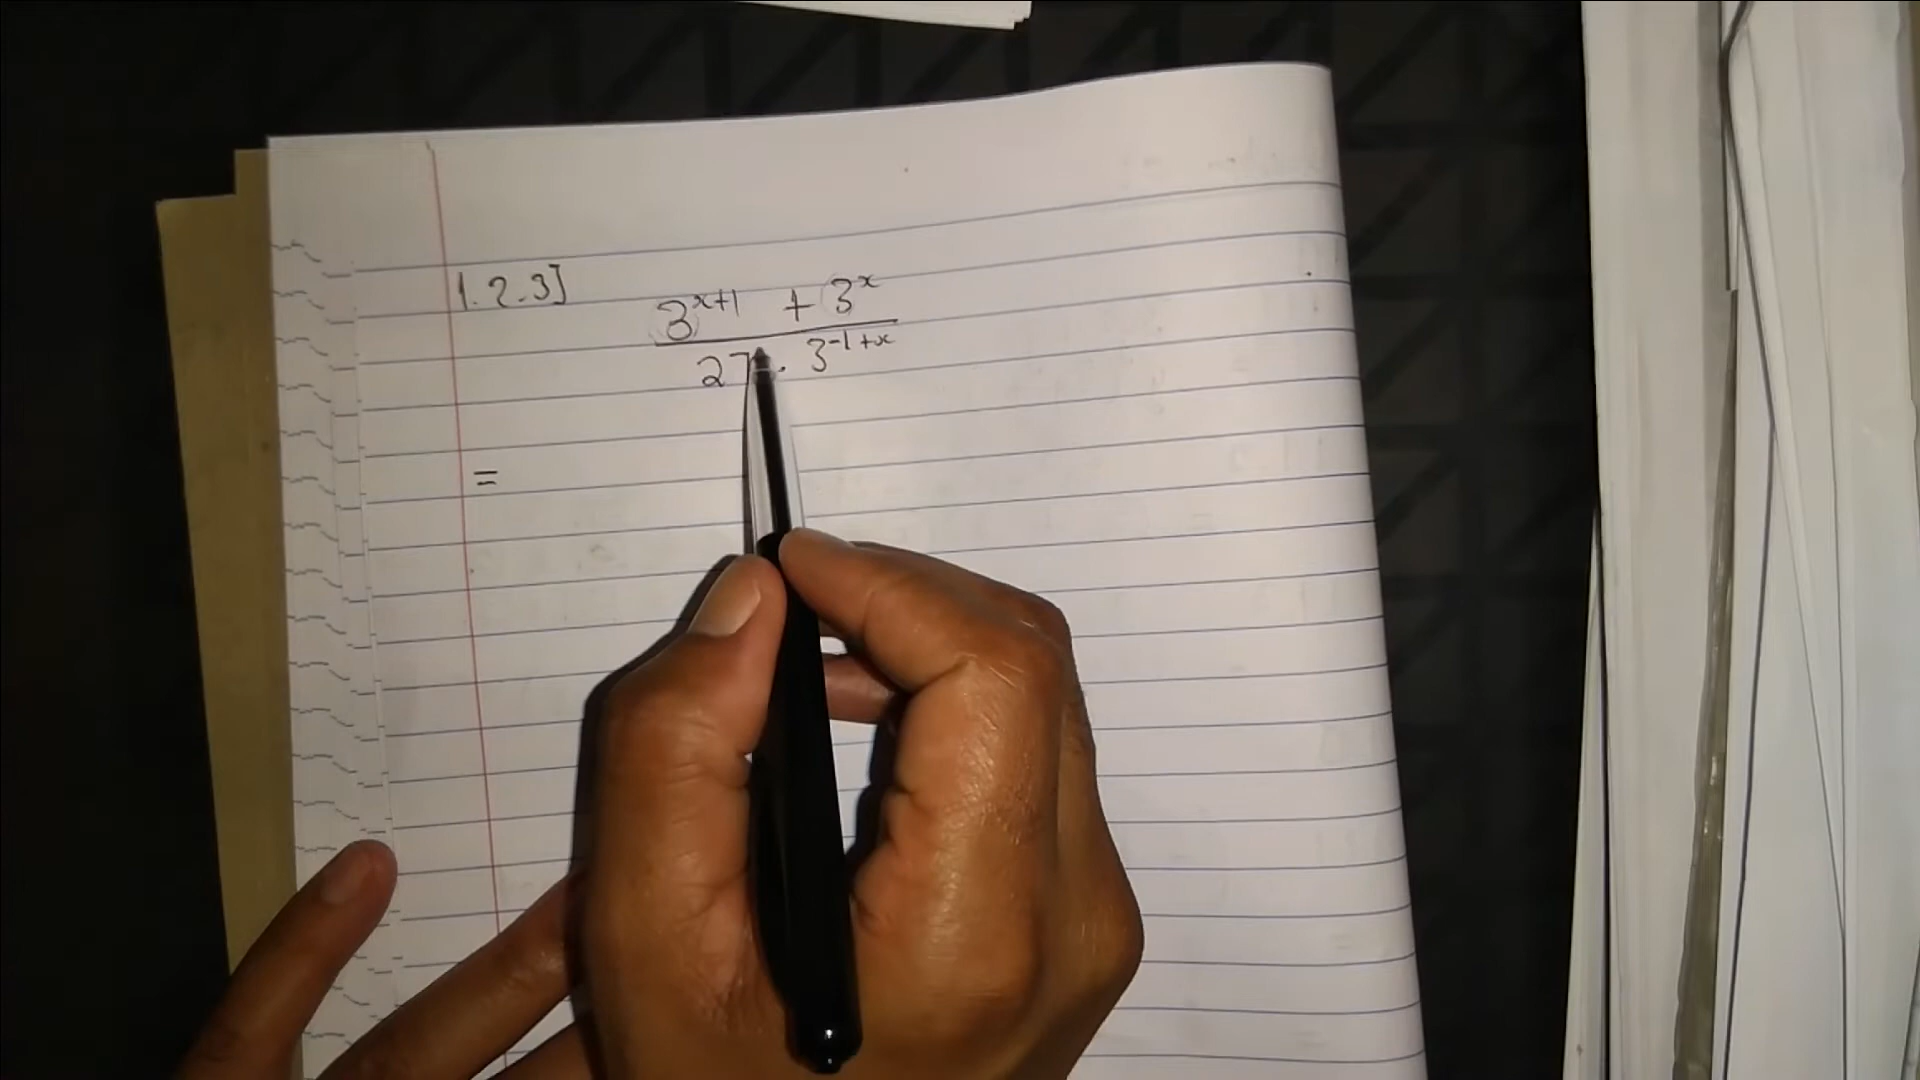 1.2.3]
3^{x+1} + 3^x
27 . 3^{-1+x}
=